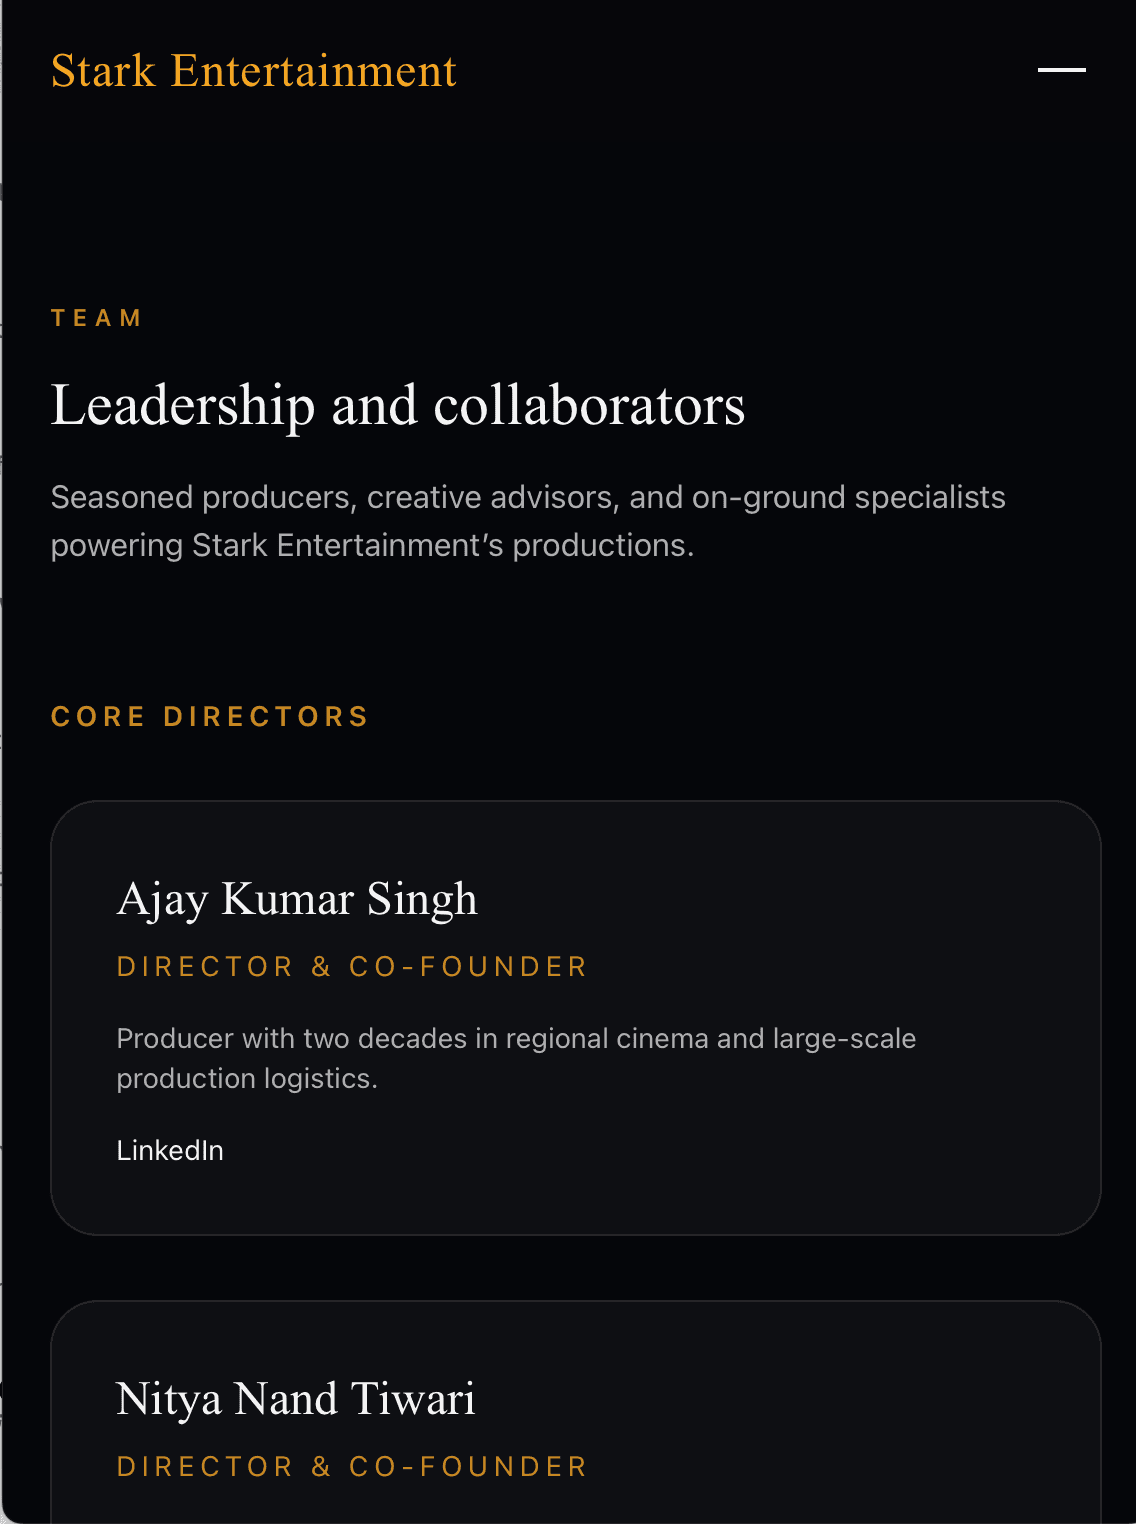 Stark Entertainment
TEAM
Leadership and collaborators
Seasoned producers, creative advisors, and on-ground specialists
powering Stark Entertainment’s productions.
CORE DIRECTORS
Ajay Kumar Singh
DIRECTOR & CO-FOUNDER
Producer with two decades in regional cinema and large-scale
production logistics.
LinkedIn
Nitya Nand Tiwari
DIRECTOR & CO-FOUNDER